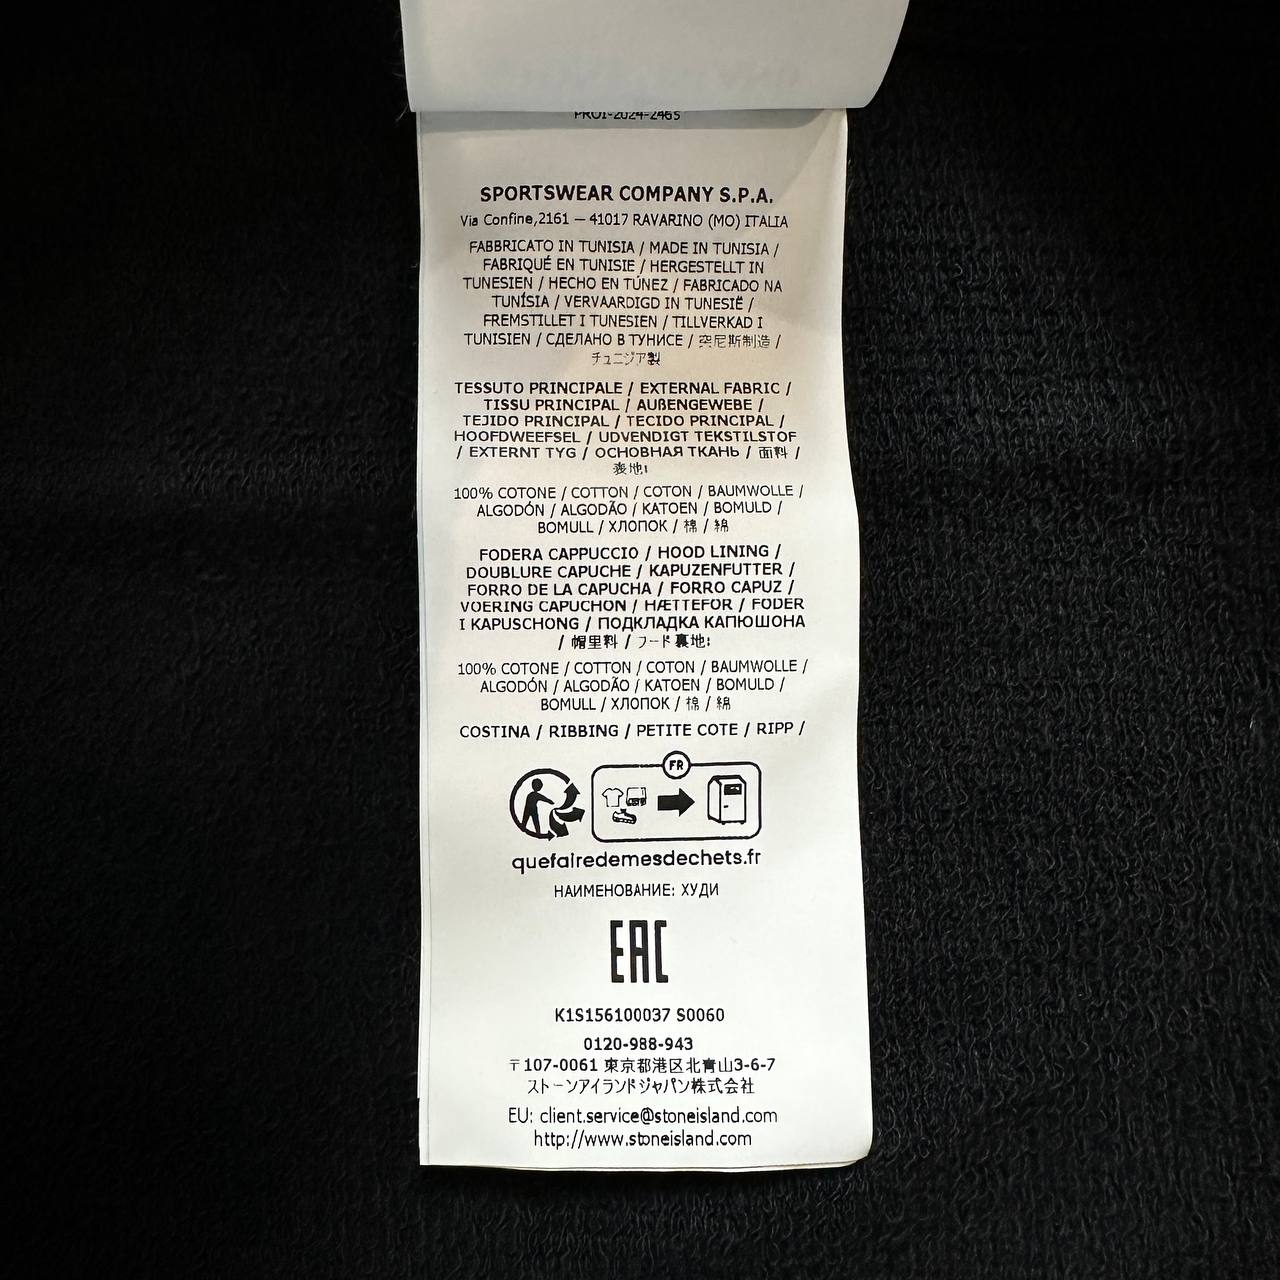 PROI-2024-2465
SPORTSWEAR COMPANY S.P.A.
Via Confine,2161 – 41017 RAVARINO (MO) ITALIA
FABBRICATO IN TUNISIA / MADE IN TUNISIA /
FABRIQUÉ EN TUNISIE / HERGESTELLT IN
TUNESIEN / HECHO EN TÚNEZ / FABRICADO NA
TUNÍSIA / VERVAARDIGD IN TUNESIË /
FREMSTILLET I TUNESIEN / TILLVERKAD I
TUNISIEN / СДЕЛАНО В ТУНИСЕ / 突尼斯制造 /
チュニジア製
TESSUTO PRINCIPALE / EXTERNAL FABRIC /
TISSU PRINCIPAL / AUßENGEWEBE /
TEJIDO PRINCIPAL / TECIDO PRINCIPAL /
HOOFDWEEFSEL / UDVENDIGT TEKSTILSTOF
/ EXTERNT TYG / ОСНОВНАЯ ТКАНЬ / 面料 /
表地:
100% COTONE / COTTON / COTON / BAUMWOLLE /
ALGODÓN / ALGODÃO / KATOEN / BOMULD /
BOMULL / ХЛОПОК / 棉 / 綿
FODERA CAPPUCCIO / HOOD LINING /
DOUBLURE CAPUCHE / KAPUZENFUTTER /
FORRO DE LA CAPUCHA / FORRO CAPUZ /
VOERING CAPUCHON / HÆTTEFOR / FODER
I KAPUSCHONG / ПОДКЛАДКА КАПЮШОНА
/ 帽里料 / フード裏地:
100% COTONE / COTTON / COTON / BAUMWOLLE /
ALGODÓN / ALGODÃO / KATOEN / BOMULD /
BOMULL / ХЛОПОК / 棉 / 綿
COSTINA / RIBBING / PETITE COTE / RIPP /
FR
quefairedemesdechets.fr
НАИМЕНОВАНИЕ: ХУДИ
EAC
K1S156100037 S0060
0120-988-943
〒107-0061 東京都港区北青山3-6-7
ストーンアイランドジャパン株式会社
EU: client.service@stoneisland.com
http://www.stoneisland.com